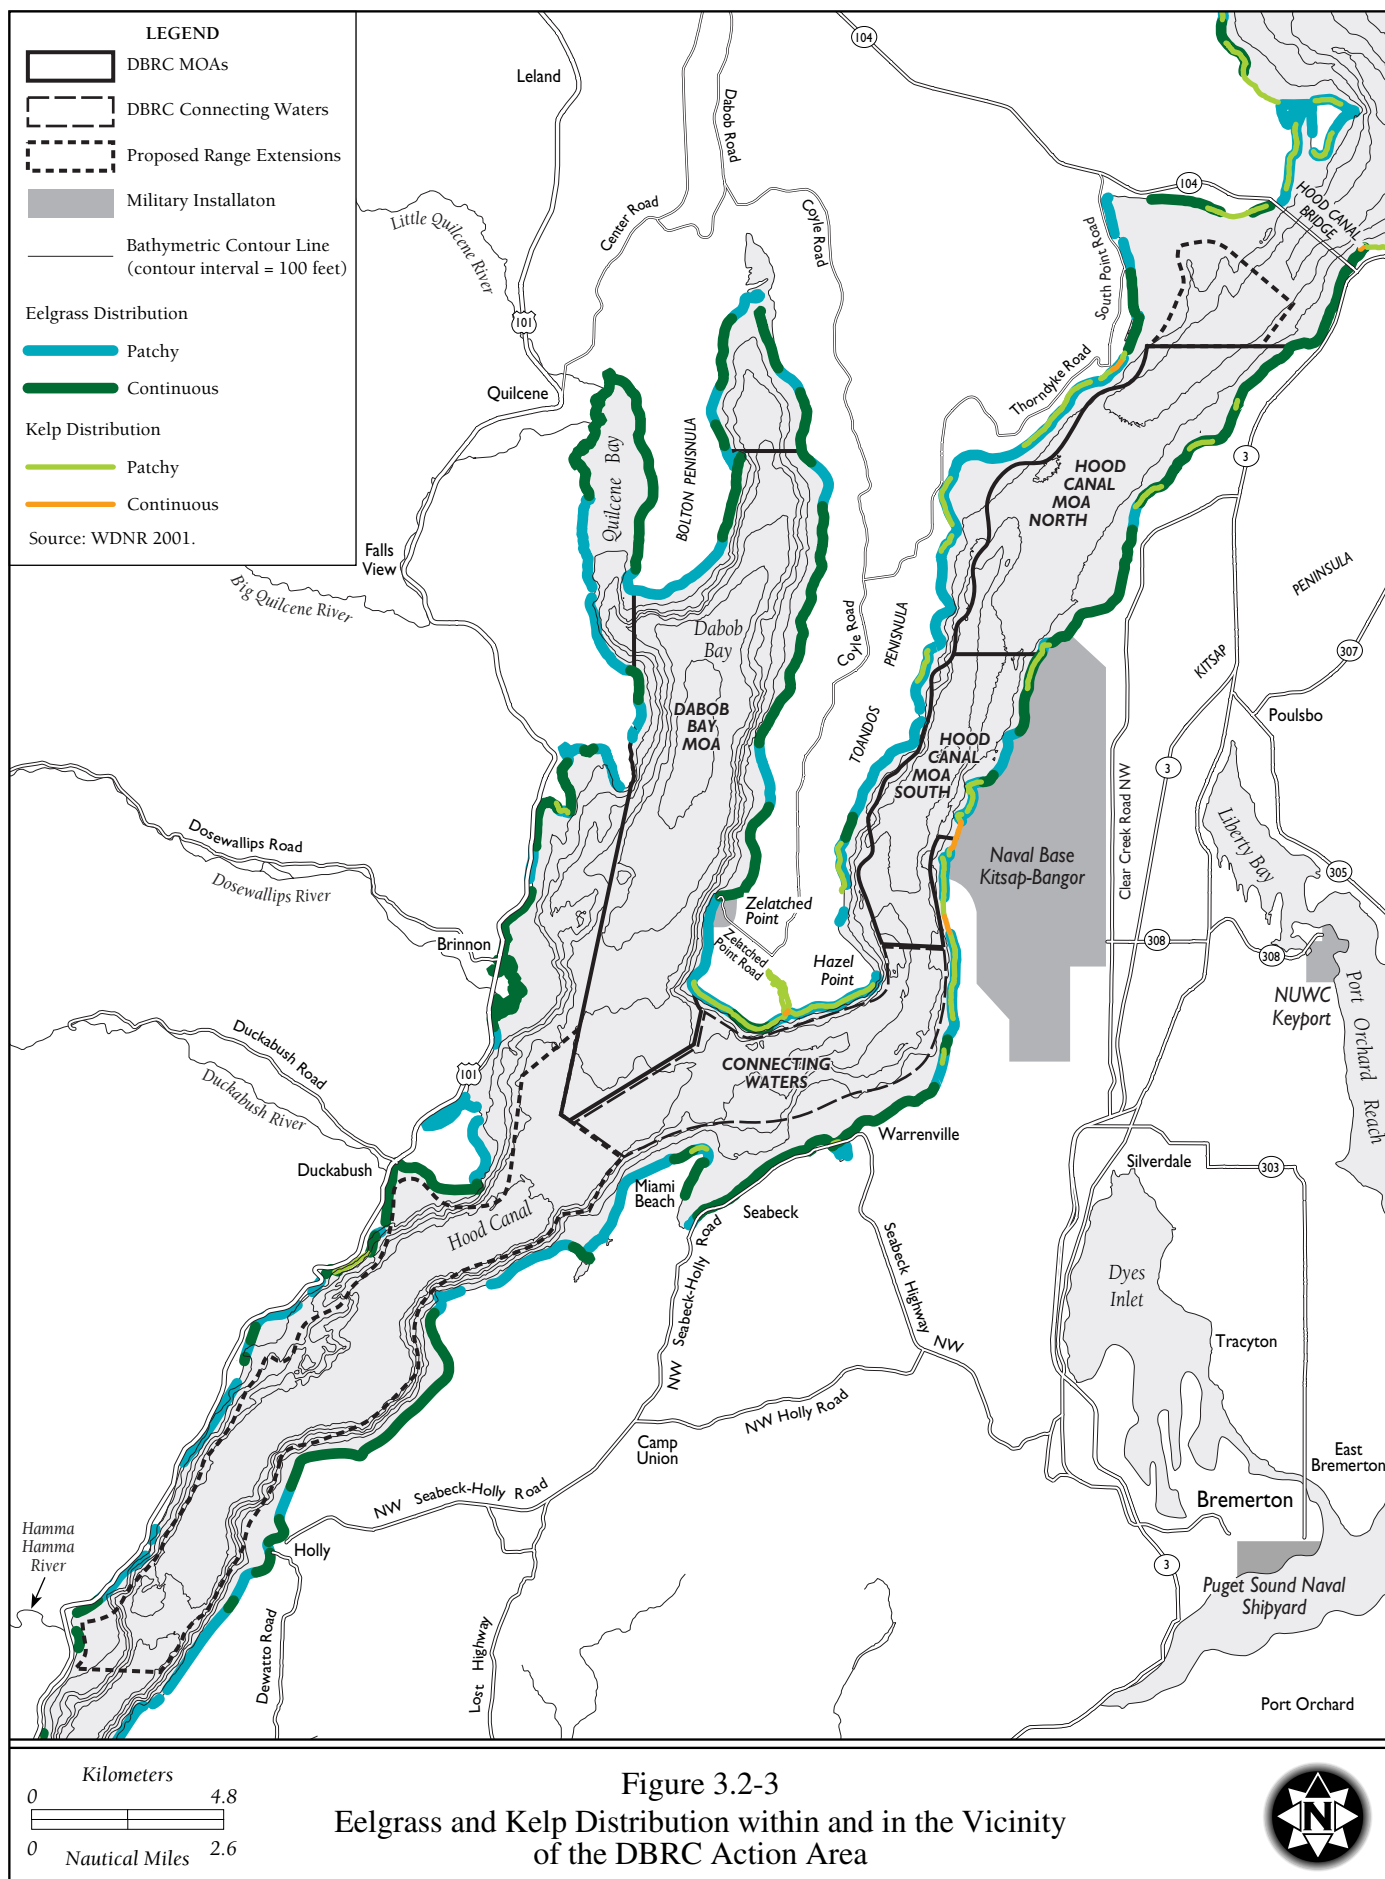 LEGEND
DBRC MOAs
DBRC Connecting Waters
Proposed Range Extensions
Military Installaton
Bathymetric Contour Line
(contour interval = 100 feet)
Eelgrass Distribution
Patchy
Continuous
Kelp Distribution
Patchy
Continuous
Source: WDNR 2001.
Leland
104
Dabob Road
Center Road
Coyle Road
Little Quilcene
River
101
Quilcene
104
HOOD CANAL
BRIDGE
South Point Road
Thorndyke Road
Quilcene Bay
BOLTON PENISNULA
HOOD
CANAL
MOA
NORTH
3
Falls
View
Big Quilcene River
Dabob
Bay
Coyle Road
PENINSULA
KITSAP
307
TOANDOS
PENISNULA
DABOB
BAY
MOA
HOOD
CANAL
MOA
SOUTH
Poulsbo
3
Clear Creek Road NW
Liberty Bay
Dosewallips Road
Dosewallips River
Naval Base
Kitsap-Bangor
305
Zelatched
Point
Zelatched
Point Road
Brinnon
Hazel
Point
308
308
NUWC
Keyport
Port Orchard Reach
Duckabush Road
Duckabush River
101
CONNECTING
WATERS
Warrenville
Duckabush
Silverdale
303
Miami
Beach
Seabeck
Hood Canal
NW Seabeck-Holly Road
Seabeck Highway NW
Dyes
Inlet
Tracyton
NW Holly Road
Camp
Union
East
Bremerton
NW Seabeck-Holly Road
Bremerton
Hamma
Hamma
River
Holly
3
Puget Sound Naval
Shipyard
Dewatto Road
Lost Highway
Port Orchard
Kilometers
0 4.8
0 2.6
Nautical Miles
Figure 3.2-3
Eelgrass and Kelp Distribution within and in the Vicinity
of the DBRC Action Area
N